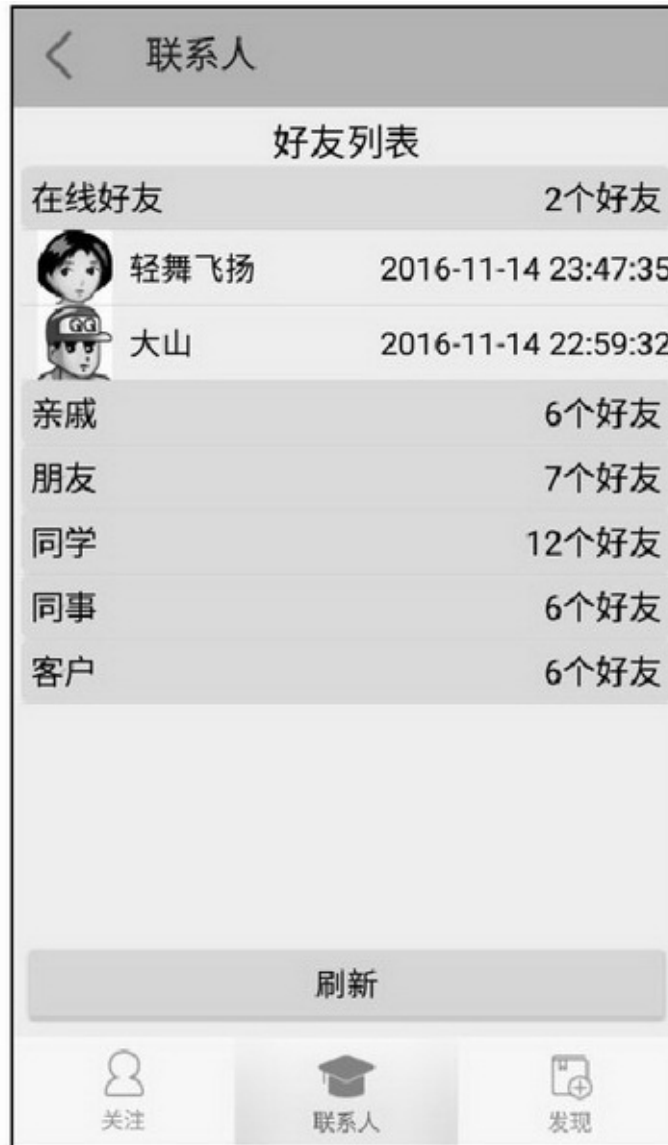 联系人
好友列表
在线好友 2个好友
轻舞飞扬 2016-11-14 23:47:35
GG
大山 2016-11-14 22:59:32
亲戚 6个好友
朋友 7个好友
同学 12个好友
同事 6个好友
客户 6个好友
刷新
关注 联系人 发现